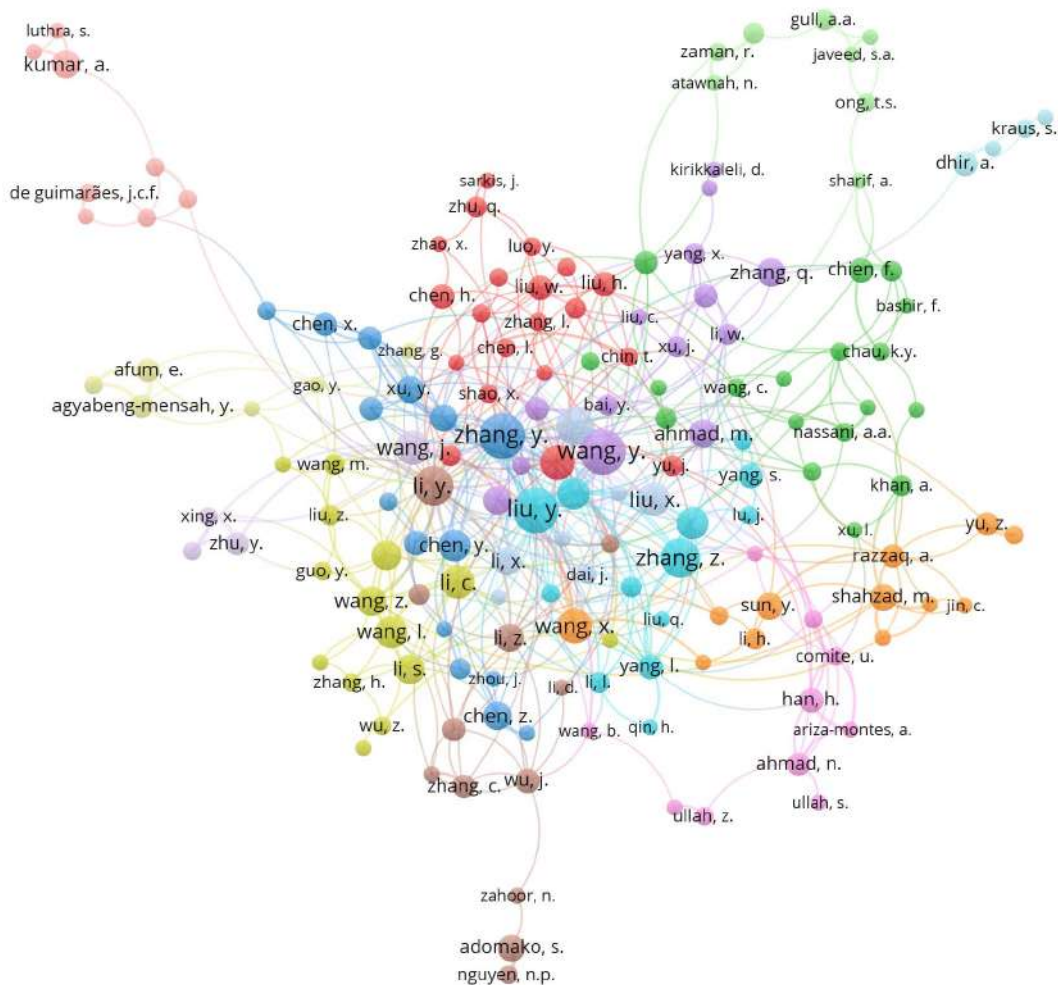 gull, a.a.
luthra, s.
zaman, r.
javeed, s.a.
kumar, a.
atawnah, n.
ong, t.s.
kraus, s.
dhir, a.
kirikkaleli, d.
sarkis, j.
sharif, a.
de guimarães, j.c.f.
zhu, q.
zhao, x.
luo, y.
yang, x.
zhang, q.
chien, f.
liu, w.
liu, h.
chen, h.
bashir, f.
liu, c.
chen, x.
zhang, l.
li, w.
xu, j.
chen, l.
zhang, g.
chin, t.
chau, k.y.
afum, e.
gao, y.
xu, y.
shao, x.
wang, c.
agyabeng-mensah, y.
bai, y.
zhang, y.
ahmad, m.
nassani, a.a.
wang, j.
wang, y.
wang, m.
yu, j.
yang, s.
li, y.
khan, a.
liu, y.
liu, x.
xing, x.
liu, z.
lu, j.
yu, z.
xu, l.
zhu, y.
chen, y.
razzaq, a.
li, x.
zhang, z.
guo, y.
dai, j.
li, c.
shahzad, m.
wang, z.
sun, y.
jin, c.
liu, q.
wang, x.
wang, l.
li, z.
li, h.
comite, u.
li, s.
yang, l.
zhang, h.
zhou, j.
li, l.
li, d.
han, h.
chen, z.
wu, z.
wang, b.
qin, h.
ariza-montes, a.
ahmad, n.
wu, j.
zhang, c.
ullah, s.
ullah, z.
zahoor, n.
adomako, s.
nguyen, n.p.